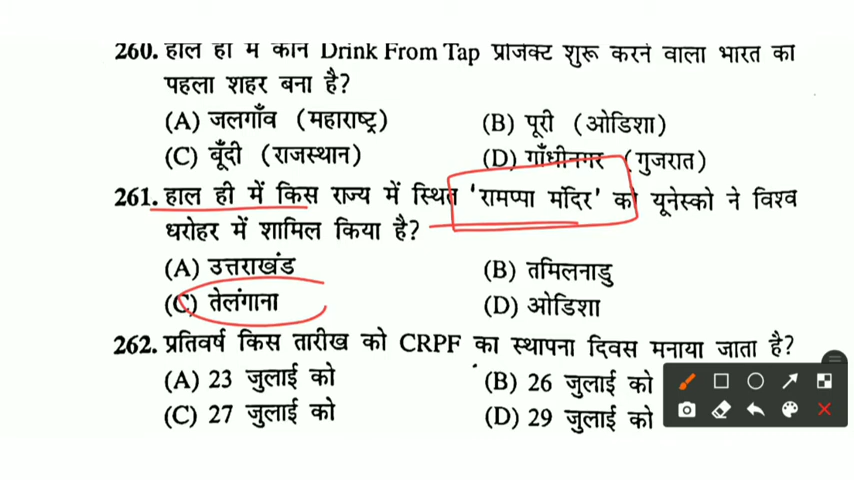 260. हाल ही में कौन Drink From Tap प्रोजेक्ट शुरू करने वाला भारत का
पहला शहर बना है?
(A) जलगाँव (महाराष्ट्र) (B) पूरी (ओडिशा)
(C) बूँदी (राजस्थान) (D) गाँधीनगर (गुजरात)
261. हाल ही में किस राज्य में स्थित 'रामप्पा मंदिर' को यूनेस्को ने विश्व
धरोहर में शामिल किया है?
(A) उत्तराखंड (B) तमिलनाडु
(C) तेलंगाना (D) ओडिशा
262. प्रतिवर्ष किस तारीख को CRPF का स्थापना दिवस मनाया जाता है?
(A) 23 जुलाई को (B) 26 जुलाई को
(C) 27 जुलाई को (D) 29 जुलाई को